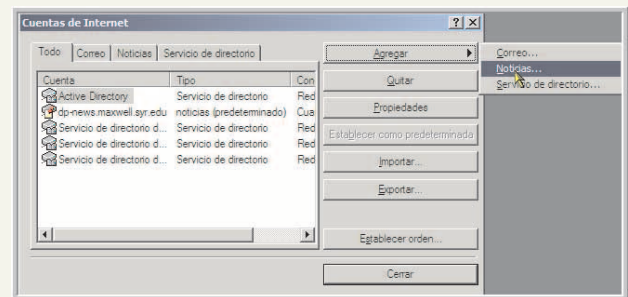 Cuentas de Internet
Todo Correo Noticias Servicio de directorio
Cuenta Tipo Con
Active Directory Servicio de directorio Red
dp-news.maxwell.syr.edu noticias (predeterminado) Cua
Servicio de directorio d... Servicio de directorio Red
Servicio de directorio d... Servicio de directorio Red
Servicio de directorio d... Servicio de directorio Red
Agregar
Quitar
Propiedades
Establecer como predeterminada
Importar...
Exportar...
Establecer orden...
Cerrar
Correo...
Noticias...
Servicio de directorio...